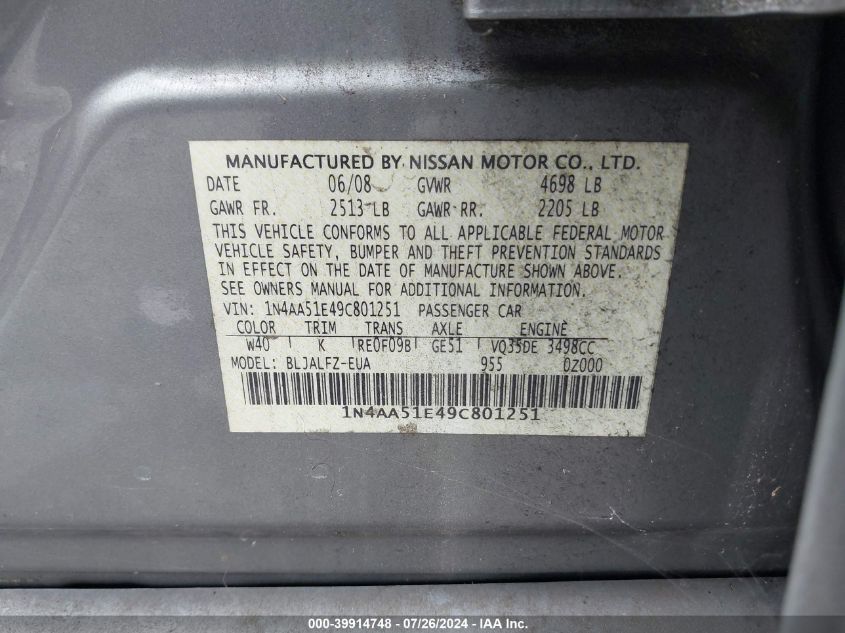 MANUFACTURED BY NISSAN MOTOR CO., LTD.
DATE 06/08 GVWR 4698 LB
GAWR FR. 2513 LB GAWR RR. 2205 LB
THIS VEHICLE CONFORMS TO ALL APPLICABLE FEDERAL MOTOR
VEHICLE SAFETY, BUMPER AND THEFT PREVENTION STANDARDS
IN EFFECT ON THE DATE OF MANUFACTURE SHOWN ABOVE.
SEE OWNERS MANUAL FOR ADDITIONAL INFORMATION.
VIN: 1N4AA51E49C801251 PASSENGER CAR
COLOR TRIM TRANS AXLE ENGINE
W40 K RE0F09B GE51 VQ35DE 3498CC
MODEL: BLJALFZ-EUA 955 DZ000
1N4AA51E49C801251
000-39914748 - 07/26/2024 - IAA Inc.